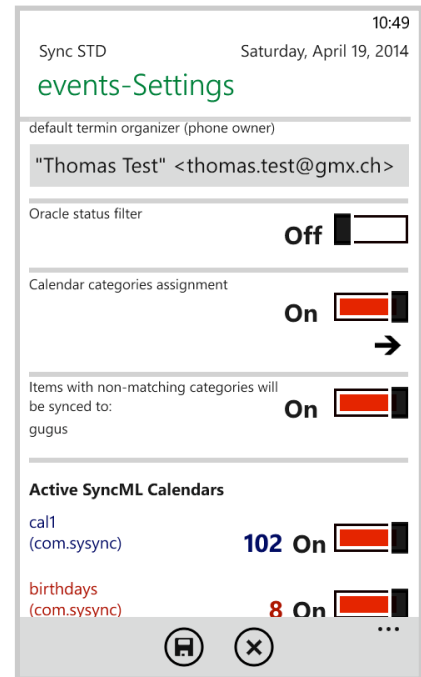 10:49
Sync STD Saturday, April 19, 2014
events-Settings
default termin organizer (phone owner)
"Thomas Test" <thomas.test@gmx.ch>
Oracle status filter
Off
Calendar categories assignment
On
Items with non-matching categories will
be synced to:
On
gugus
Active SyncML Calendars
cal1
(com.sysync) 102 On
birthdays
(com.sysync) 8 On